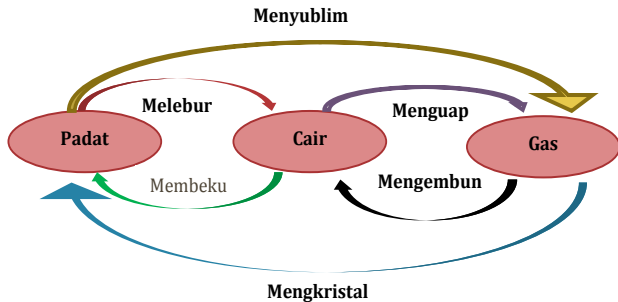 Menyublim
Melebur
Menguap
Padat
Cair
Gas
Membeku
Mengembun
Mengkristal